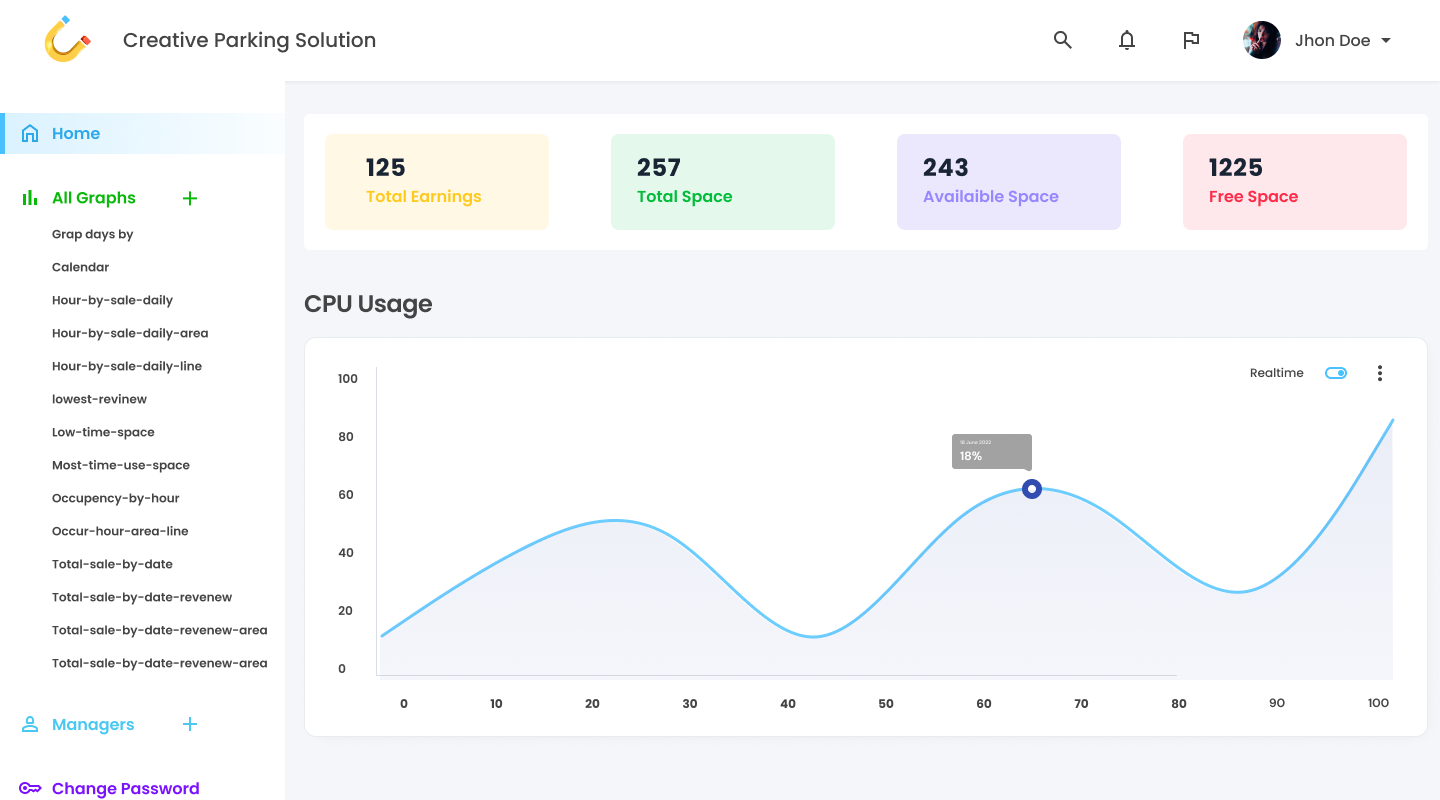 Creative Parking Solution
Jhon Doe
Home
All Graphs
Grap days by
Calendar
Hour-by-sale-daily
Hour-by-sale-daily-area
Hour-by-sale-daily-line
lowest-revinew
Low-time-space
Most-time-use-space
Occupency-by-hour
Occur-hour-area-line
Total-sale-by-date
Total-sale-by-date-revenew
Total-sale-by-date-revenew-area
Total-sale-by-date-revenew-area
Managers
Change Password
125
Total Earnings
257
Total Space
243
Availaible Space
1225
Free Space
CPU Usage
Realtime
100
80
60
40
20
0
18 June 2022
18%
0 10 20 30 40 50 60 70 80 90 100